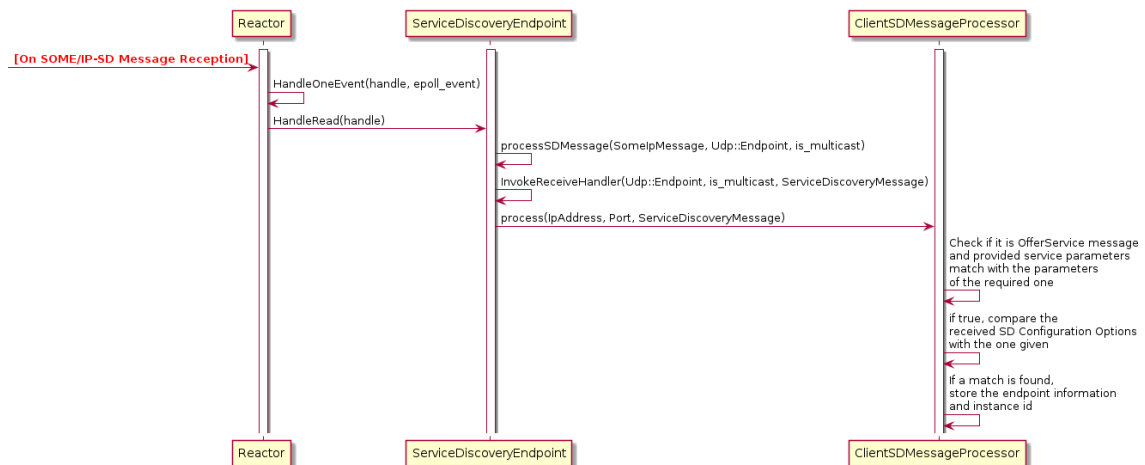 Reactor
ServiceDiscoveryEndpoint
ClientSDMessageProcessor
[On SOME/IP-SD Message Reception]
HandleOneEvent(handle, epoll_event)
HandleRead(handle)
processSDMessage(SomeIpMessage, Udp::Endpoint, is_multicast)
InvokeReceiveHandler(Udp::Endpoint, is_multicast, ServiceDiscoveryMessage)
process(IpAddress, Port, ServiceDiscoveryMessage)
Check if it is OfferService message
and provided service parameters
match with the parameters
of the required one
if true, compare the
received SD Configuration Options
with the one given
If a match is found,
store the endpoint information
and instance id
Reactor
ServiceDiscoveryEndpoint
ClientSDMessageProcessor